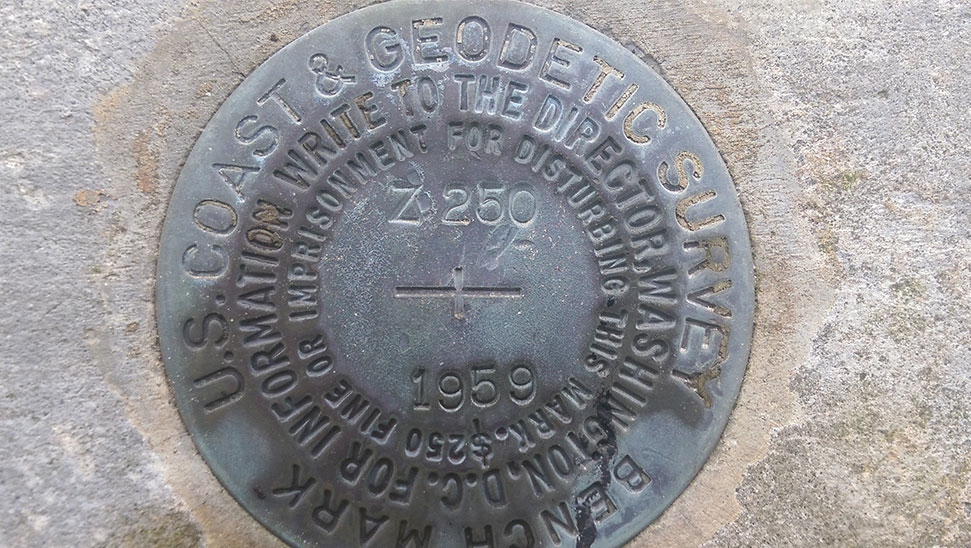 U.S. COAST & GEODETIC SURVEY
BENCH MARK
FOR INFORMATION WRITE TO THE DIRECTOR, WASHINGTON, D.C.
$250 FINE OR IMPRISONMENT FOR DISTURBING THIS MARK.
Z 250
1959